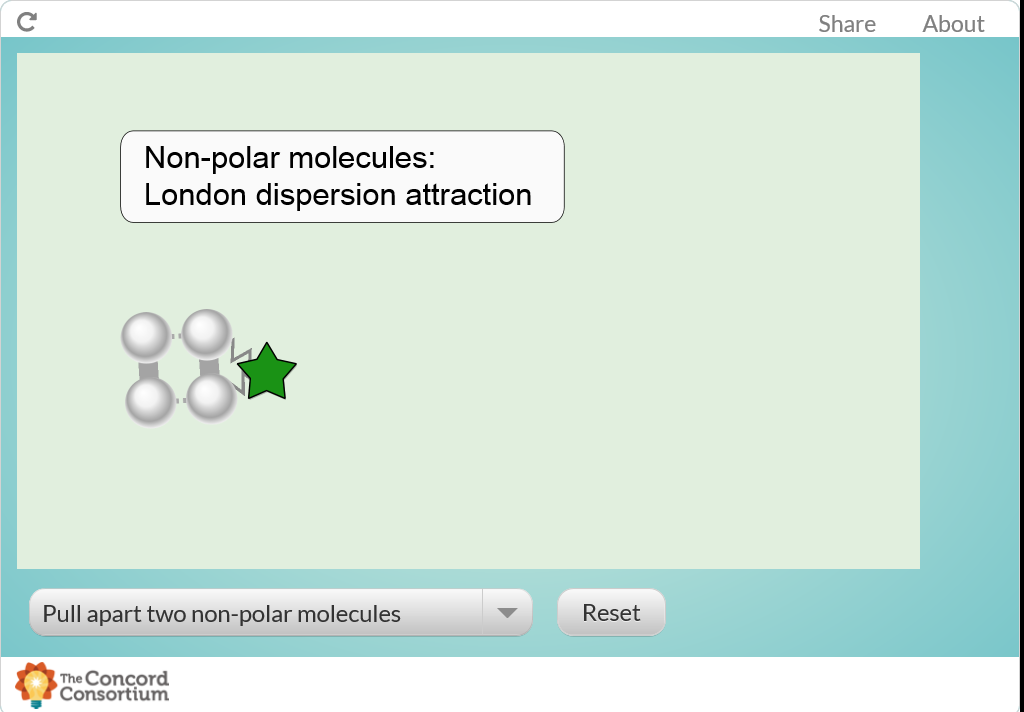 Share About
Non-polar molecules:
London dispersion attraction
Pull apart two non-polar molecules
Reset
The Concord
Consortium